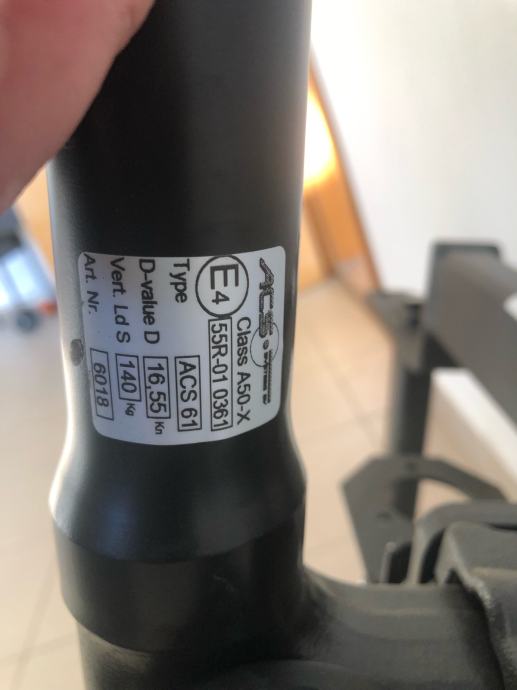 ACS
Class A50-X
E4 55R-01 0361
Type ACS 61
D-value D 16,55 Kn
Vert. Ld S 140 Kg
Art. Nr. 6018